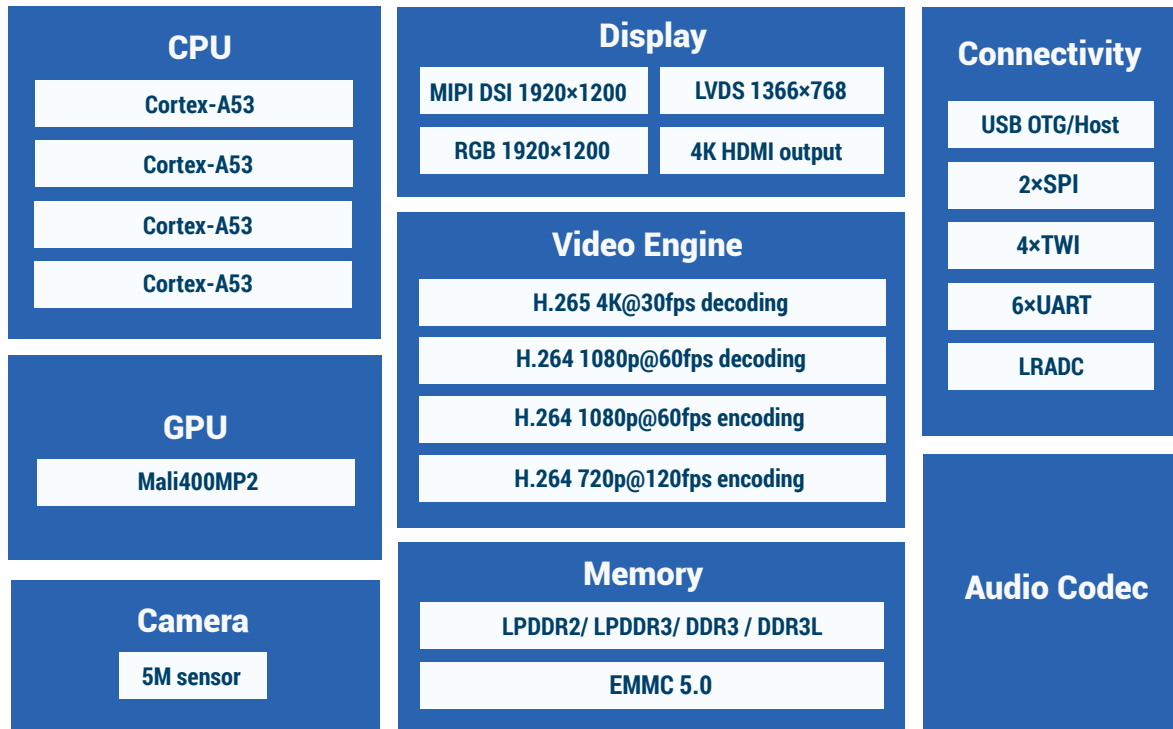 CPU
Cortex-A53
Cortex-A53
Cortex-A53
Cortex-A53
GPU
Mali400MP2
Camera
5M sensor
Display
MIPI DSI 1920×1200
LVDS 1366×768
RGB 1920×1200
4K HDMI output
Video Engine
H.265 4K@30fps decoding
H.264 1080p@60fps decoding
H.264 1080p@60fps encoding
H.264 720p@120fps encoding
Memory
LPDDR2/ LPDDR3/ DDR3 / DDR3L
EMMC 5.0
Connectivity
USB OTG/Host
2×SPI
4×TWI
6×UART
LRADC
Audio Codec